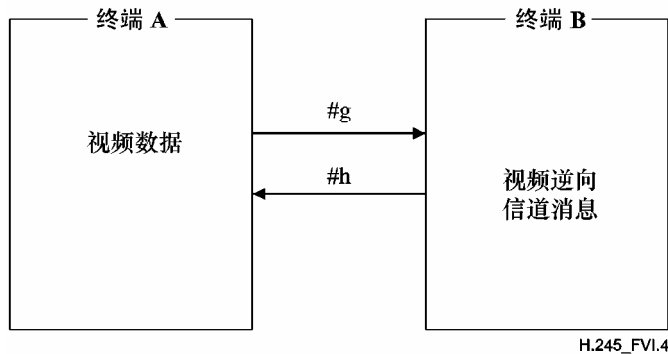 终端 A
终端 B
视频数据
#g
#h
视频逆向
信道消息
H.245_FVI.4